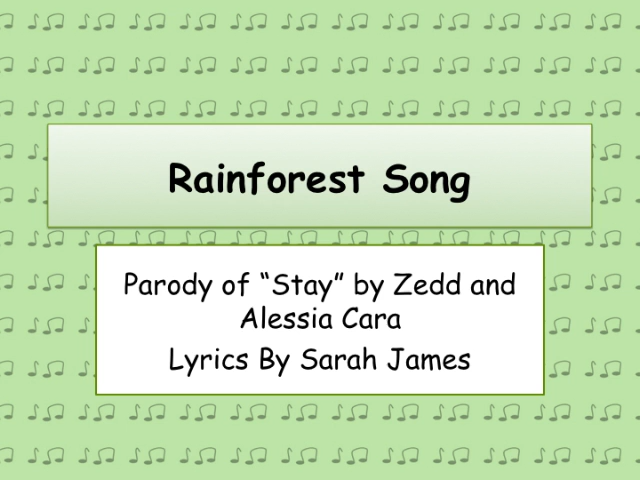 Rainforest Song
Parody of “Stay” by Zedd and
Alessia Cara
Lyrics By Sarah James